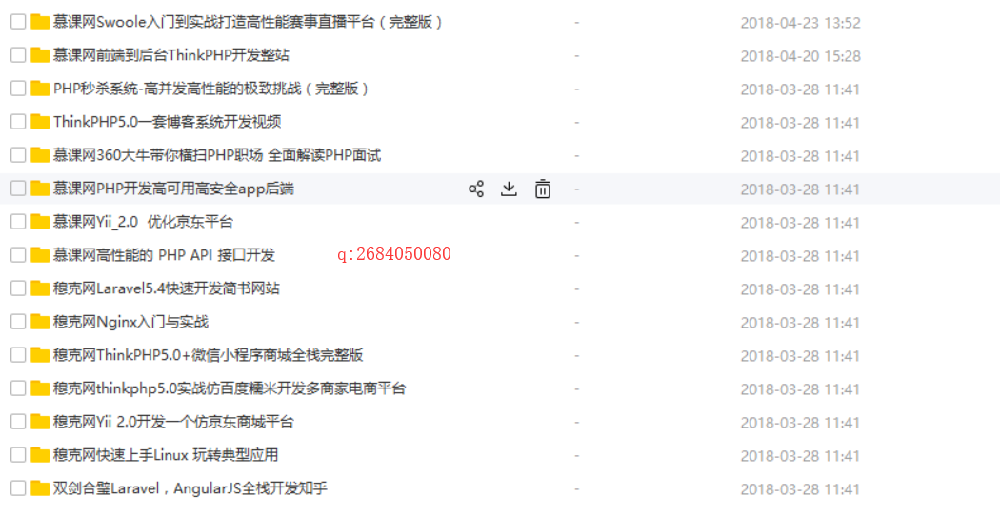 慕课网Swoole入门到实战打造高性能赛事直播平台（完整版） - 2018-04-23 13:52
慕课网前端到后台ThinkPHP开发整站 - 2018-04-20 15:28
PHP秒杀系统-高并发高性能的极致挑战（完整版） - 2018-03-28 11:41
ThinkPHP5.0一套博客系统开发视频 - 2018-03-28 11:41
慕课网360大牛带你横扫PHP职场 全面解读PHP面试 - 2018-03-28 11:41
慕课网PHP开发高可用高安全app后端 - 2018-03-28 11:41
慕课网Yii_2.0  优化京东平台 - 2018-03-28 11:41
慕课网高性能的 PHP API 接口开发 q:2684050080 - 2018-03-28 11:41
穆克网Laravel5.4快速开发简书网站 - 2018-03-28 11:41
穆克网Nginx入门与实战 - 2018-03-28 11:41
穆克网ThinkPHP5.0+微信小程序商城全栈完整版 - 2018-03-28 11:41
穆克网thinkphp5.0实战仿百度糯米开发多商家电商平台 - 2018-03-28 11:41
穆克网Yii 2.0开发一个仿京东商城平台 - 2018-03-28 11:41
穆克网快速上手Linux 玩转典型应用 - 2018-03-28 11:41
双剑合璧Laravel，AngularJS全栈开发知乎 - 2018-03-28 11:41